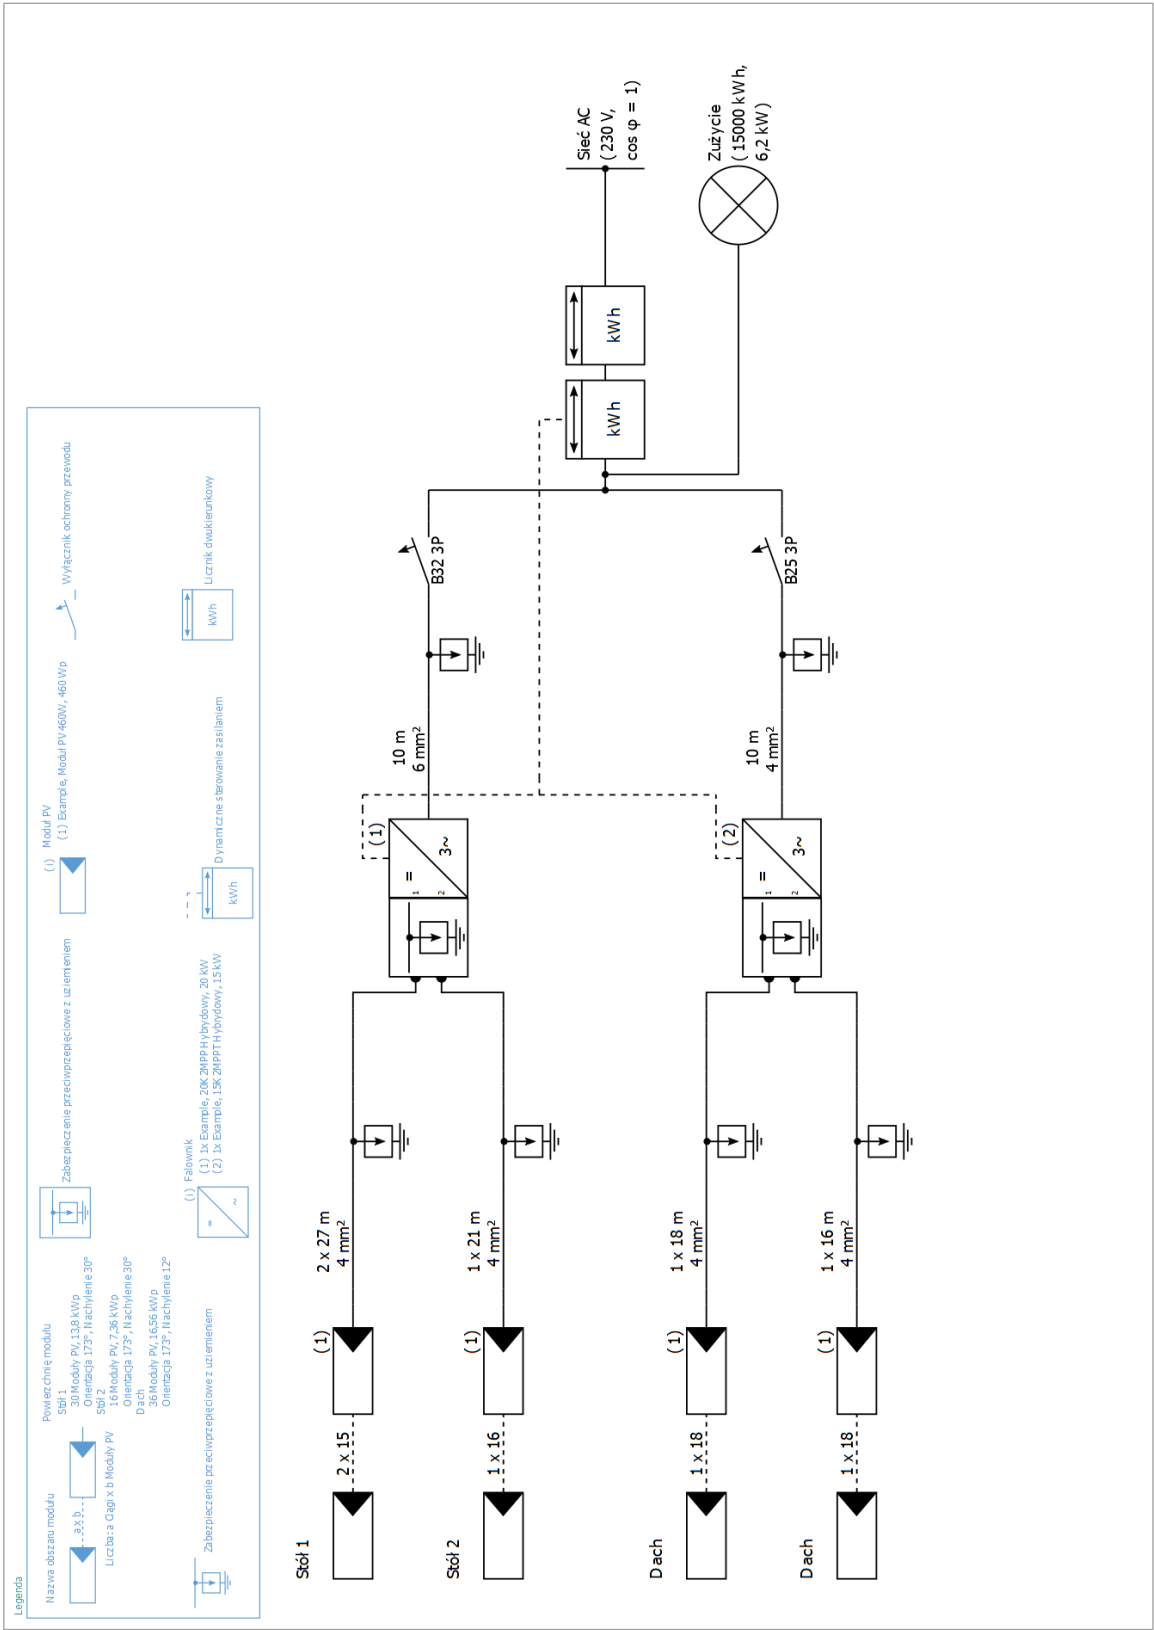 Legenda
Nazwa obszaru modułu
a x b
Liczba: a Ciągi x b Moduły PV
Powierzchnię modułu
Stół 1
30 Moduły PV, 13,8 kWp
Orientacja 173°, Nachylenie 30°
Stół 2
16 Moduły PV, 7,36 kWp
Orientacja 173°, Nachylenie 30°
Dach
36 Moduły PV, 16,56 kWp
Orientacja 173°, Nachylenie 12°
Zabezpieczenie przeciwprzepięciowe z uziemieniem
(i) Moduł PV
(1) Example, Moduł PV 460W, 460 Wp
Wyłącznik ochronny przewodu
Zabezpieczenie przeciwprzepięciowe z uziemieniem
(i) Falownik
(1) 1x Example, 20K 2MPP Hybrydowy, 20 kW
(2) 1x Example, 15K 2MPPT Hybrydowy, 15 kW
=
~
kWh
Dynamiczne sterowanie zasilaniem
kWh
Licznik dwukierunkowy
Stół 1
2 x 15
(1)
2 x 27 m
4 mm²
Stół 2
1 x 16
(1)
1 x 21 m
4 mm²
(1)
=
1
2
3~
10 m
6 mm²
B32 3P
Dach
1 x 18
(1)
1 x 18 m
4 mm²
Dach
1 x 18
(1)
1 x 16 m
4 mm²
(2)
=
1
2
3~
10 m
4 mm²
B25 3P
kWh
kWh
Sieć AC
(230 V,
cos φ = 1)
Zużycie
(15000 kWh,
6,2 kW)